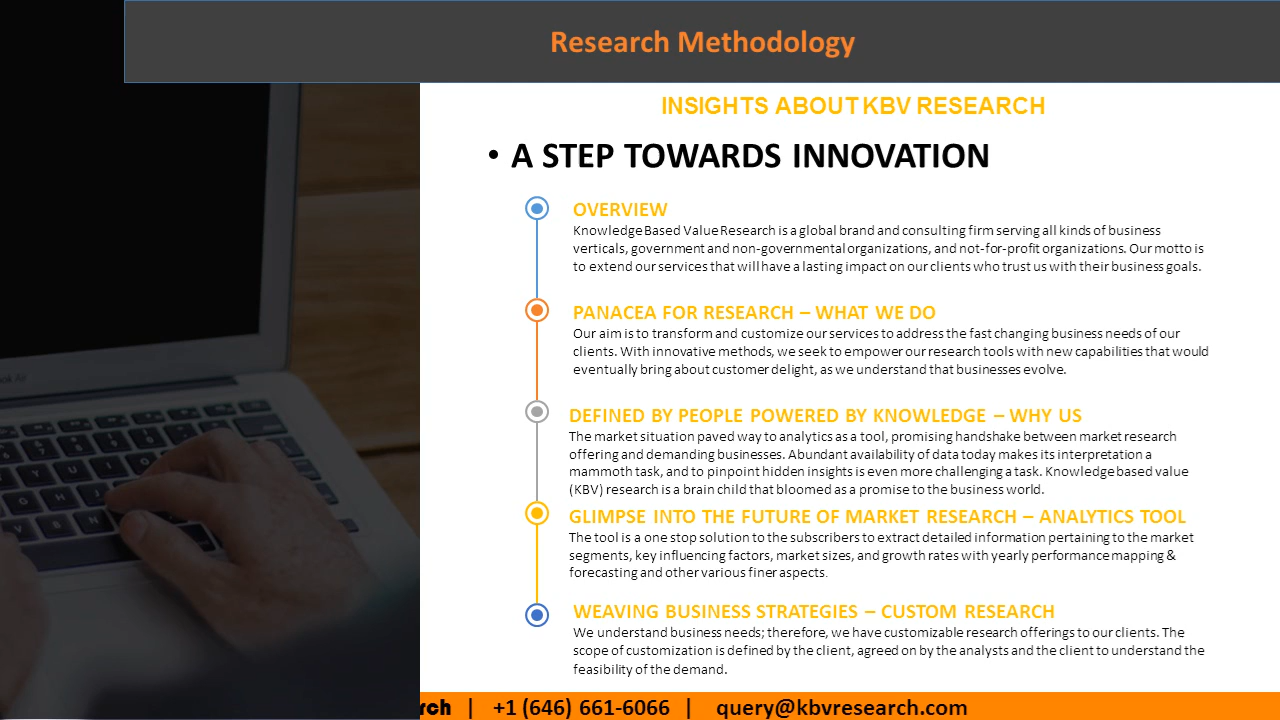 Research Methodology
INSIGHTS ABOUT KBV RESEARCH
• A STEP TOWARDS INNOVATION
OVERVIEW
Knowledge Based Value Research is a global brand and consulting firm serving all kinds of business
verticals, government and non-governmental organizations, and not-for-profit organizations. Our motto is
to extend our services that will have a lasting impact on our clients who trust us with their business goals.
PANACEA FOR RESEARCH – WHAT WE DO
Our aim is to transform and customize our services to address the fast changing business needs of our
clients. With innovative methods, we seek to empower our research tools with new capabilities that would
eventually bring about customer delight, as we understand that businesses evolve.
DEFINED BY PEOPLE POWERED BY KNOWLEDGE – WHY US
The market situation paved way to analytics as a tool, promising handshake between market research
offering and demanding businesses. Abundant availability of data today makes its interpretation a
mammoth task, and to pinpoint hidden insights is even more challenging a task. Knowledge based value
(KBV) research is a brain child that bloomed as a promise to the business world.
GLIMPSE INTO THE FUTURE OF MARKET RESEARCH – ANALYTICS TOOL
The tool is a one stop solution to the subscribers to extract detailed information pertaining to the market
segments, key influencing factors, market sizes, and growth rates with yearly performance mapping &
forecasting and other various finer aspects.
WEAVING BUSINESS STRATEGIES – CUSTOM RESEARCH
We understand business needs; therefore, we have customizable research offerings to our clients. The
scope of customization is defined by the client, agreed on by the analysts and the client to understand the
feasibility of the demand.
rch | +1 (646) 661-6066 | query@kbvresearch.com